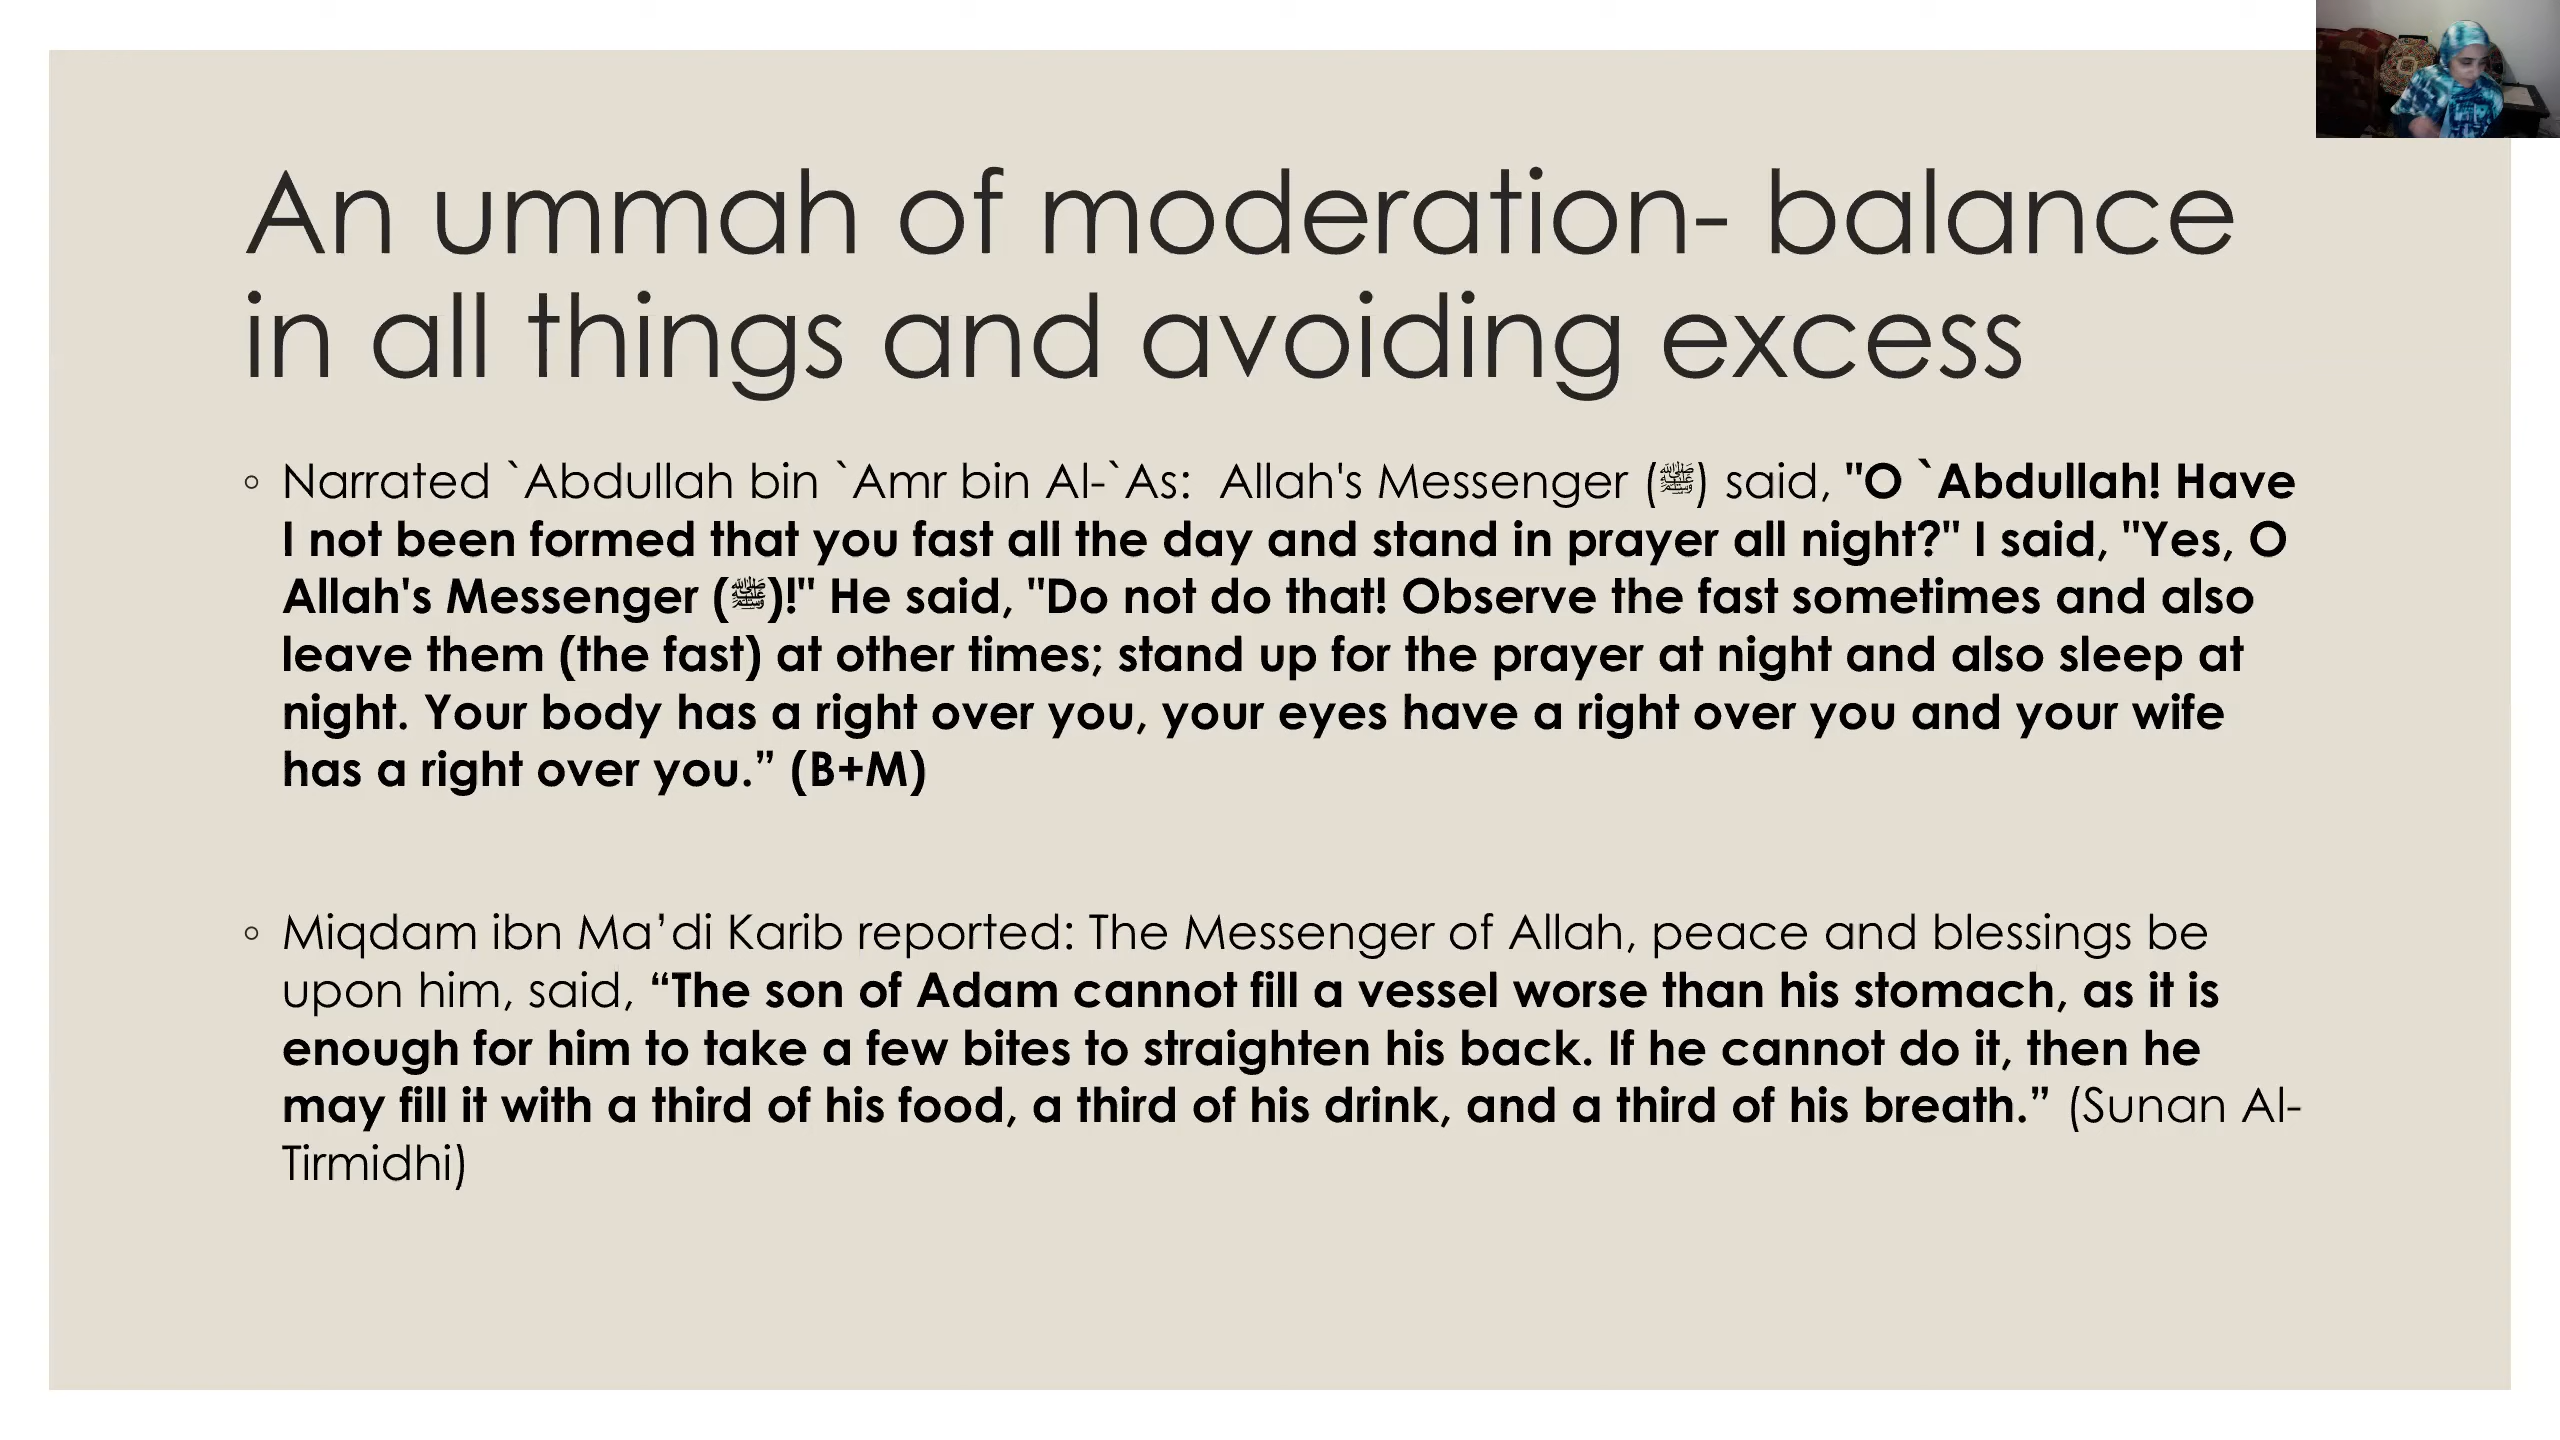 An ummah of moderation- balance
in all things and avoiding excess
◦ Narrated `Abdullah bin `Amr bin Al-`As:  Allah's Messenger (ﷺ) said, "O `Abdullah! Have
I not been formed that you fast all the day and stand in prayer all night?" I said, "Yes, O
Allah's Messenger (ﷺ)!" He said, "Do not do that! Observe the fast sometimes and also
leave them (the fast) at other times; stand up for the prayer at night and also sleep at
night. Your body has a right over you, your eyes have a right over you and your wife
has a right over you.” (B+M)
◦ Miqdam ibn Ma’di Karib reported: The Messenger of Allah, peace and blessings be
upon him, said, “The son of Adam cannot fill a vessel worse than his stomach, as it is
enough for him to take a few bites to straighten his back. If he cannot do it, then he
may fill it with a third of his food, a third of his drink, and a third of his breath.” (Sunan Al-
Tirmidhi)